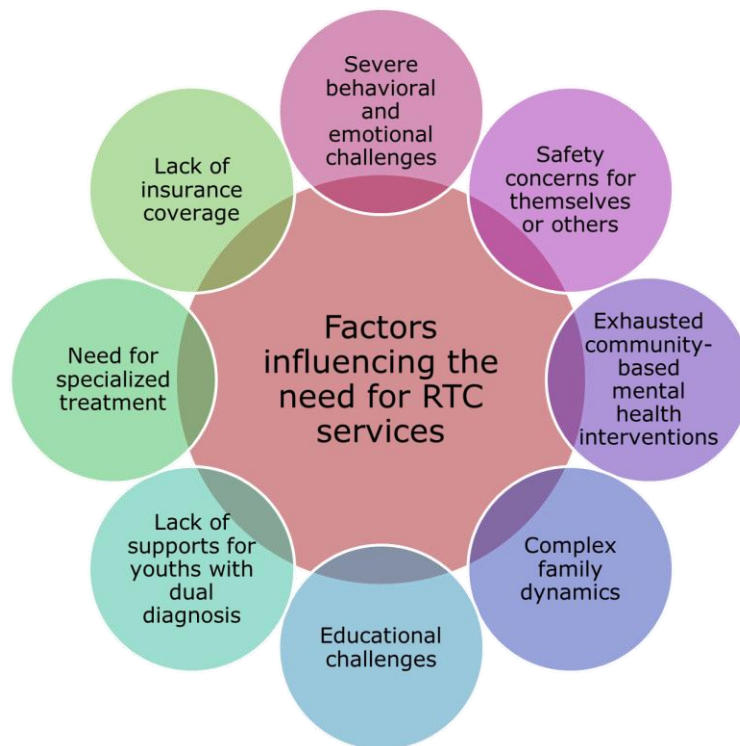 Severe
behavioral
and
emotional
challenges
Safety
concerns for
themselves
or others
Exhausted
community-
based
mental
health
interventions
Complex
family
dynamics
Educational
challenges
Lack of
supports for
youths with
dual
diagnosis
Need for
specialized
treatment
Lack of
insurance
coverage
Factors
influencing the
need for RTC
services